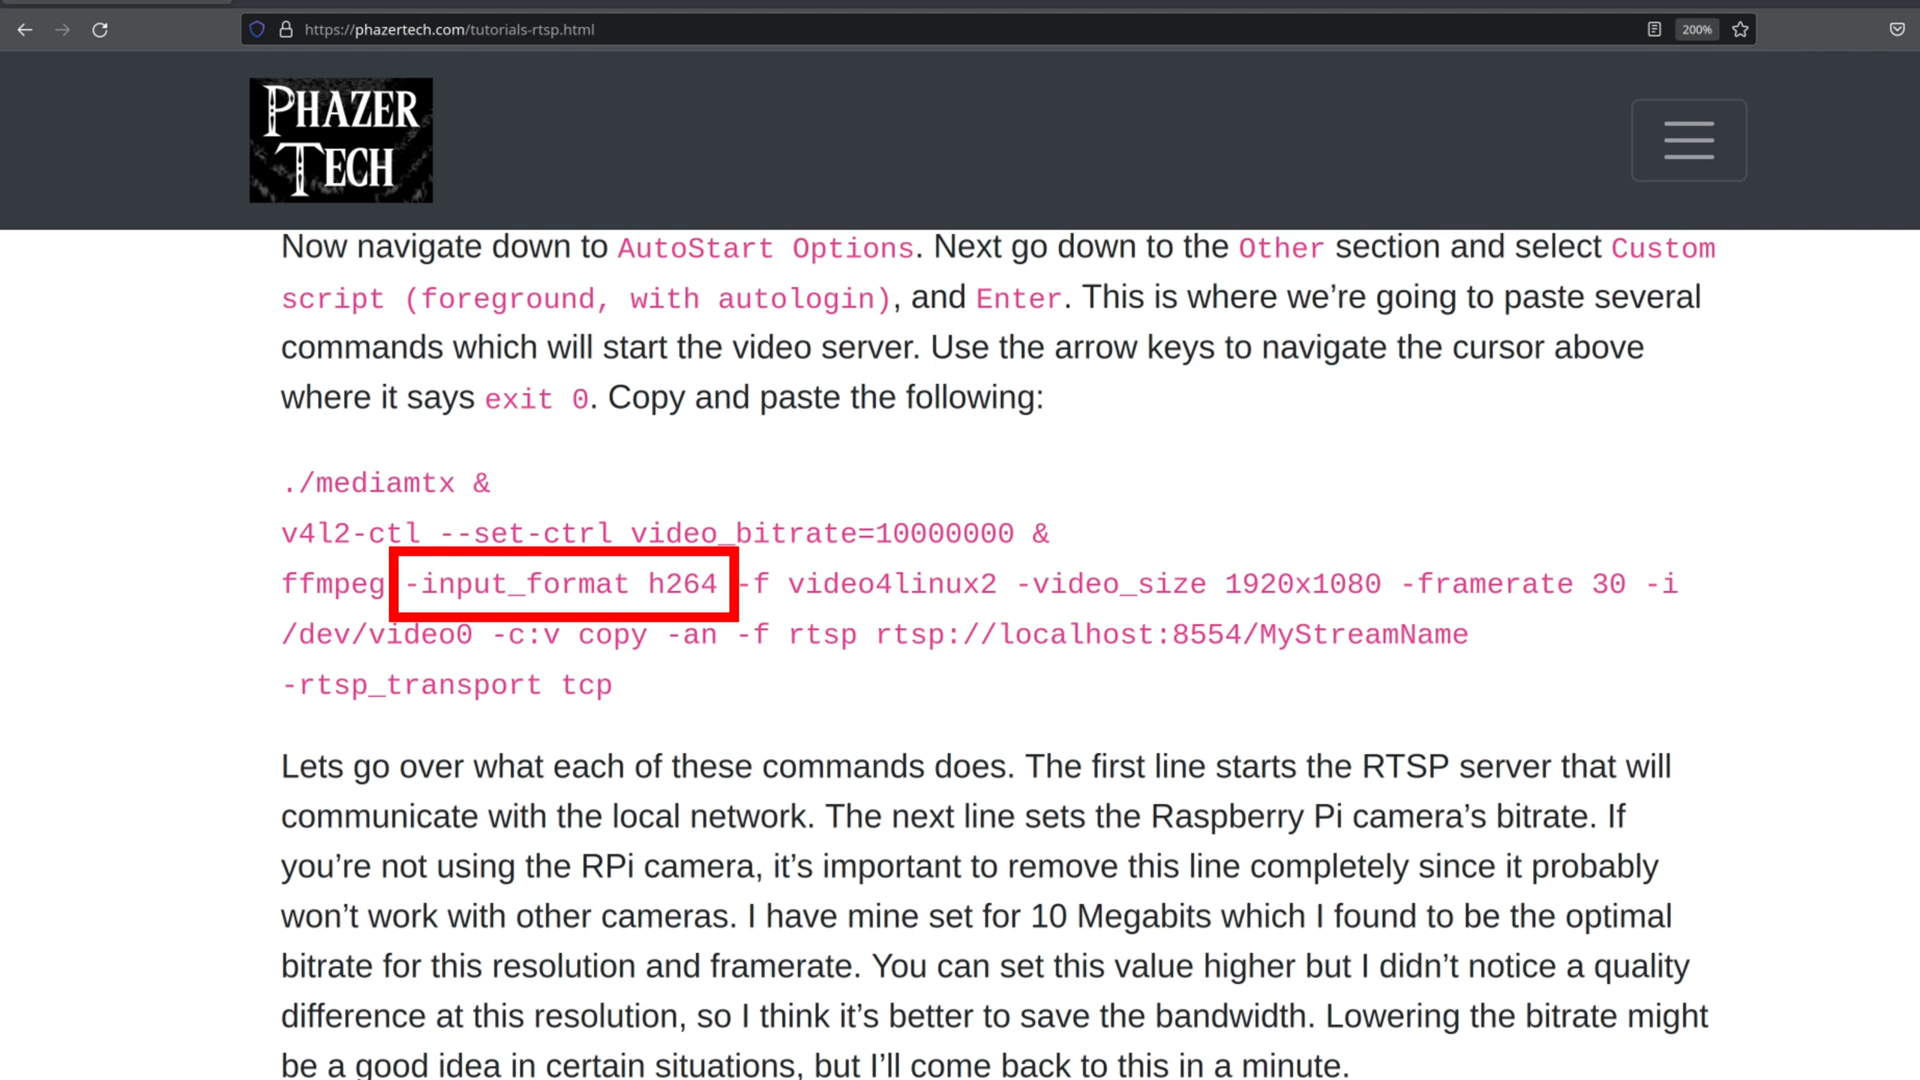 https://phazertech.com/tutorials-rtsp.html
200%
PHAZER
TECH
Now navigate down to AutoStart Options. Next go down to the Other section and select Custom
script (foreground, with autologin), and Enter. This is where we’re going to paste several
commands which will start the video server. Use the arrow keys to navigate the cursor above
where it says exit 0. Copy and paste the following:
./mediamtx &
v4l2-ctl --set-ctrl video_bitrate=10000000 &
ffmpeg -input_format h264 -f video4linux2 -video_size 1920x1080 -framerate 30 -i
/dev/video0 -c:v copy -an -f rtsp rtsp://localhost:8554/MyStreamName
-rtsp_transport tcp
Lets go over what each of these commands does. The first line starts the RTSP server that will
communicate with the local network. The next line sets the Raspberry Pi camera’s bitrate. If
you’re not using the RPi camera, it’s important to remove this line completely since it probably
won’t work with other cameras. I have mine set for 10 Megabits which I found to be the optimal
bitrate for this resolution and framerate. You can set this value higher but I didn’t notice a quality
difference at this resolution, so I think it’s better to save the bandwidth. Lowering the bitrate might
be a good idea in certain situations, but I’ll come back to this in a minute.